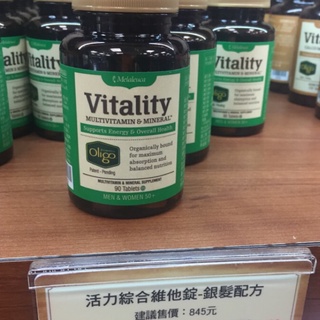 Melaleuca
Vitality
MULTIVITAMIN & MINERAL
Supports Energy & Overall Health
Oligo
Patent - Pending
Organically bound
for maximum
absorption and
balanced nutrition
MULTIVITAMIN & MINERAL SUPPLEMENT
90 Tablets
MEN & WOMEN 50+
活力綜合維他錠-銀髮配方
建議售價：845元